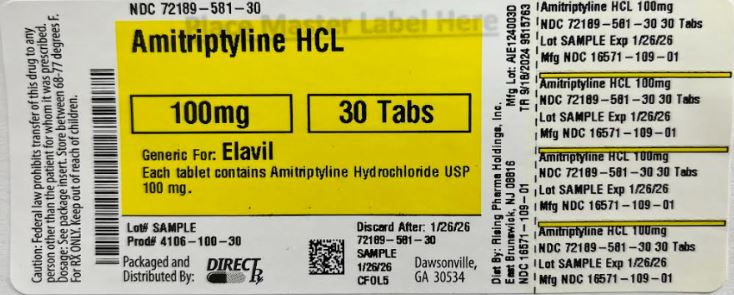 Caution: Federal law prohibits transfer of this drug to any
person other than the patient for whom it was prescribed.
Dosage: See package insert. Store between 68-77 degrees F.
For RX ONLY. Keep out of reach of children.
NDC 72189-581-30
Place Master Label Here
Amitriptyline HCL
100mg
30 Tabs
Generic For: Elavil
Each tablet contains Amitriptyline Hydrochloride USP
100 mg.
Lot# SAMPLE
Prod# 4106-100-30
Packaged and
Distributed By:
DIRECT Rx
Discard After: 1/26/26
72189-581-30
SAMPLE
1/26/26
CFOL5
Dawsonville,
GA 30534
Dist By: Rising Pharma Holdings, Inc.
East Brunswick, NJ 08816
NDC 16571-109-01
Mfg Lot: AIE124003D
TR 9/18/2024 9515763
Amitriptyline HCL 100mg
NDC 72189-581-30 30 Tabs
Lot SAMPLE Exp 1/26/26
Mfg NDC 16571-109-01
Amitriptyline HCL 100mg
NDC 72189-581-30 30 Tabs
Lot SAMPLE Exp 1/26/26
Mfg NDC 16571-109-01
Amitriptyline HCL 100mg
NDC 72189-581-30 30 Tabs
Lot SAMPLE Exp 1/26/26
Mfg NDC 16571-109-01
Amitriptyline HCL 100mg
NDC 72189-581-30 30 Tabs
Lot SAMPLE Exp 1/26/26
Mfg NDC 16571-109-01